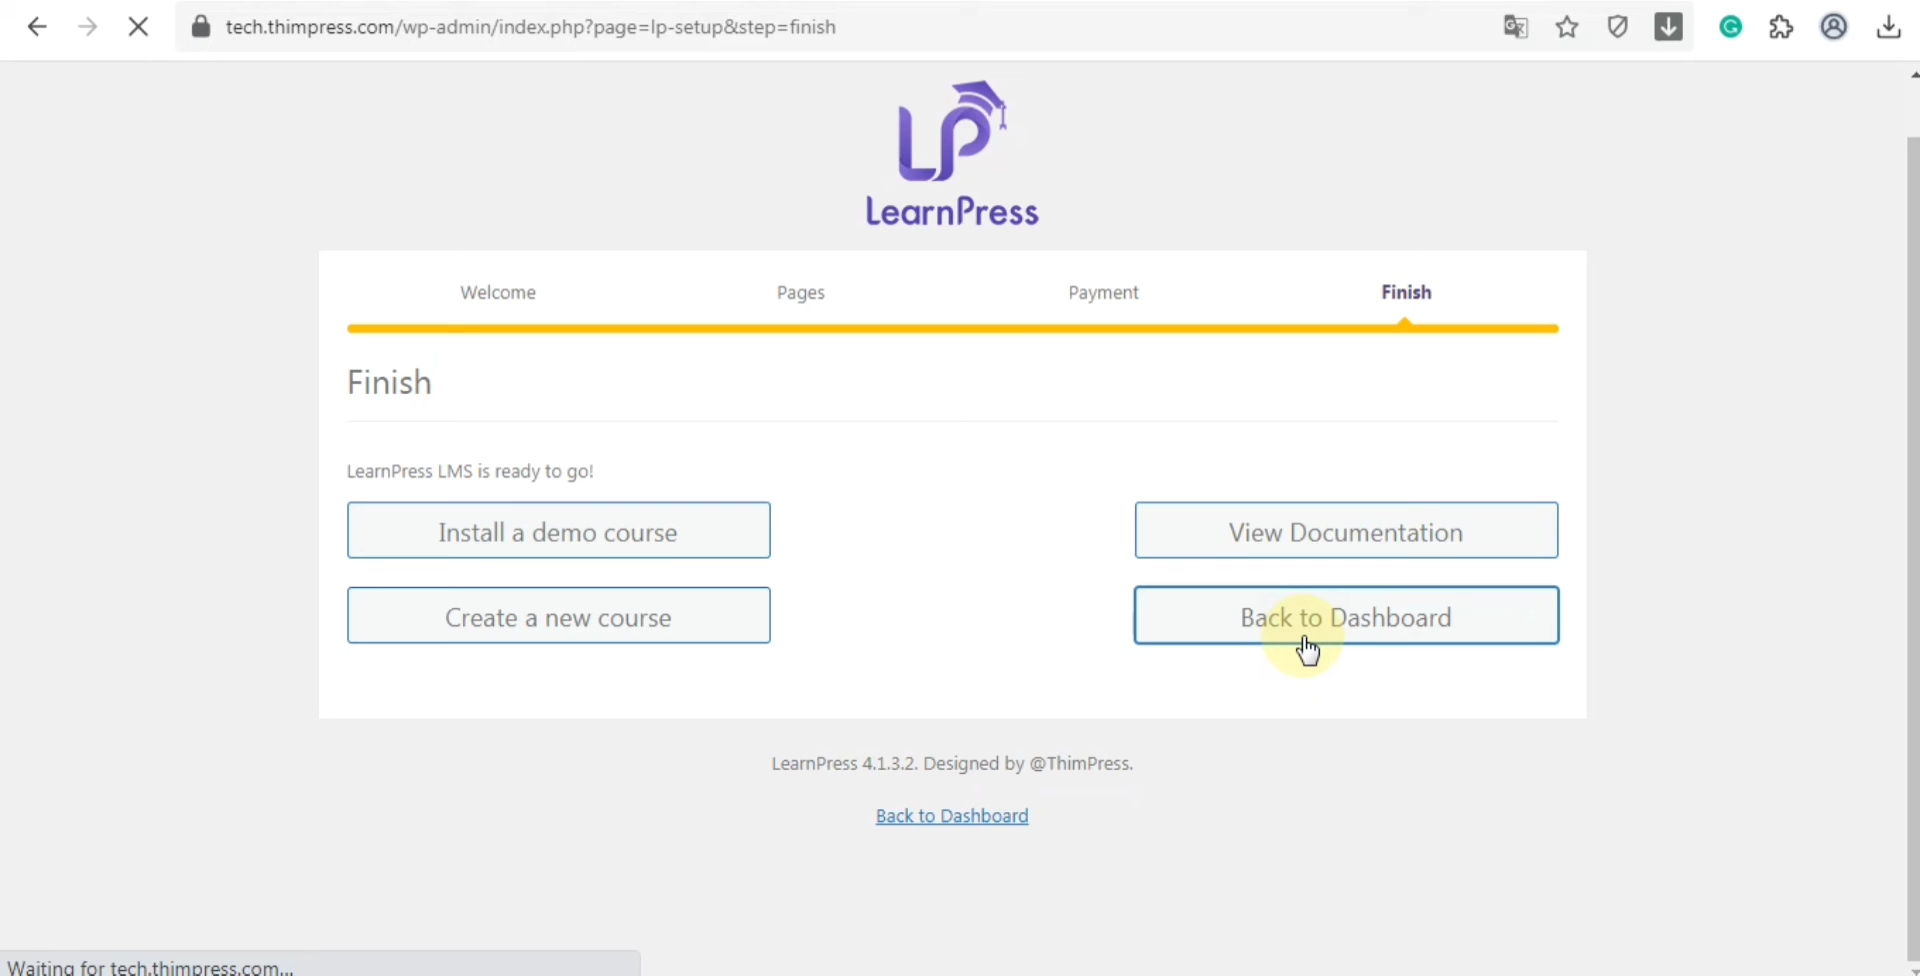 tech.thimpress.com/wp-admin/index.php?page=lp-setup&step=finish
LearnPress
Welcome
Pages
Payment
Finish
Finish
LearnPress LMS is ready to go!
Install a demo course
View Documentation
Create a new course
Back to Dashboard
LearnPress 4.1.3.2. Designed by @ThimPress.
Back to Dashboard
Waiting for tech.thimpress.com...